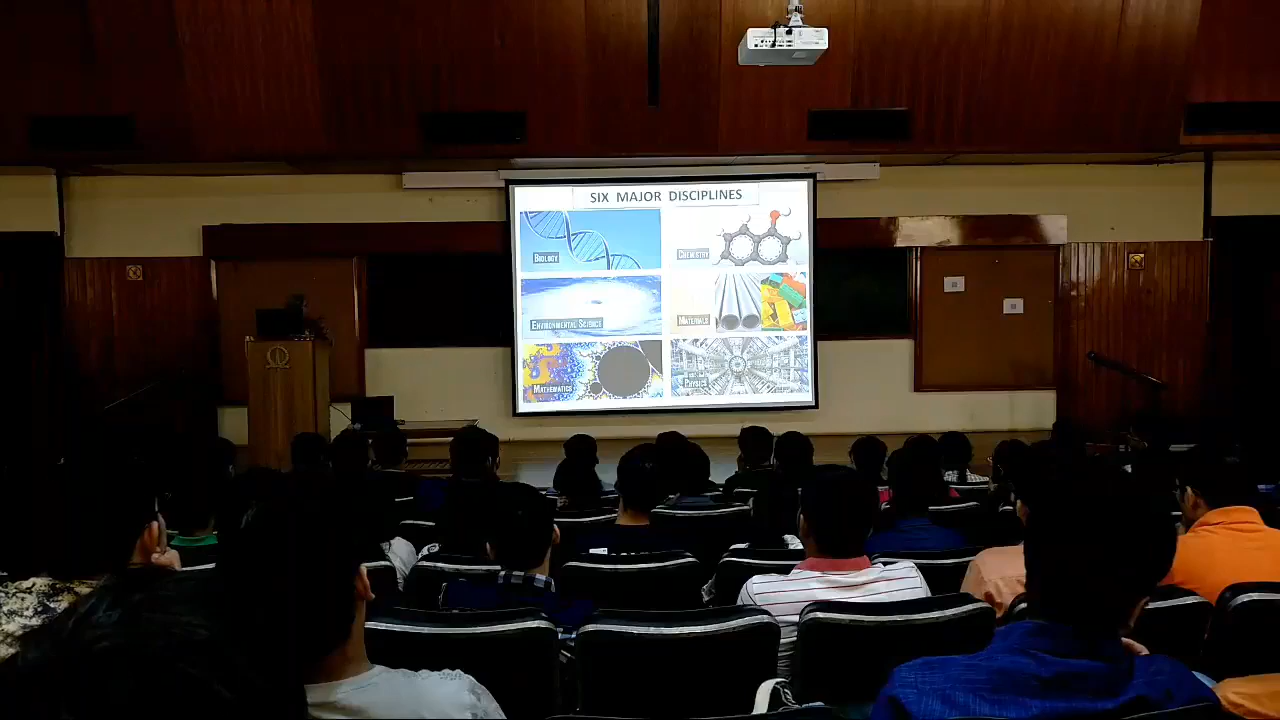 SIX MAJOR DISCIPLINES
BIOLOGY
CHEMISTRY
ENVIRONMENTAL SCIENCE
MATERIALS
MATHEMATICS
PHYSICS